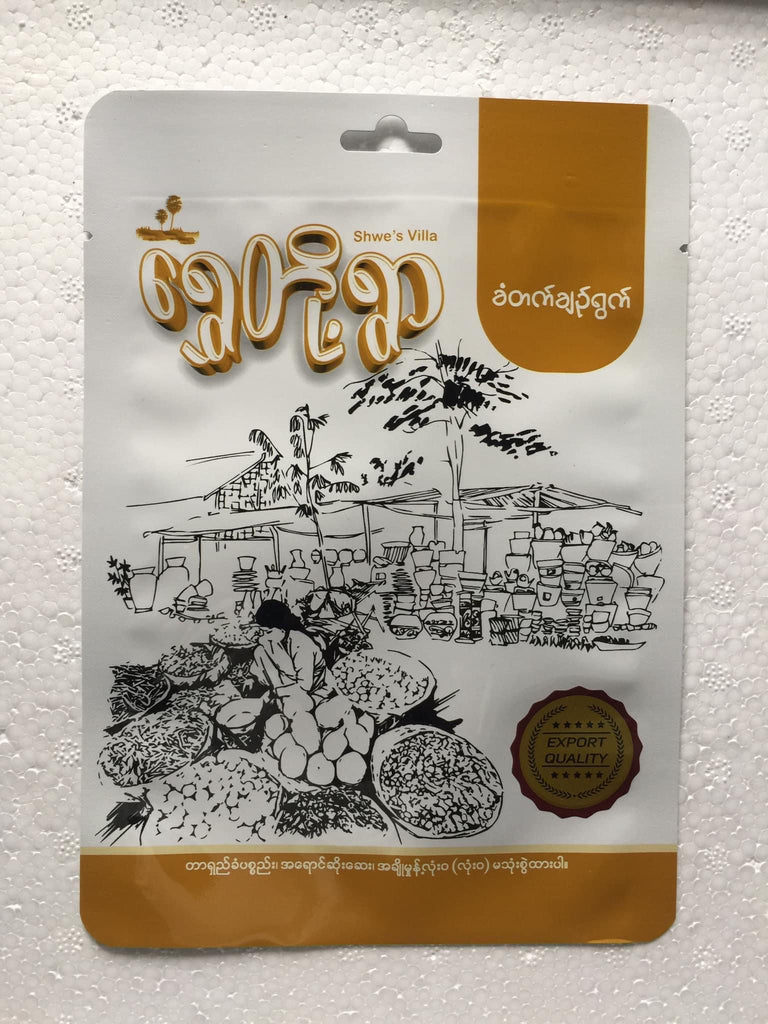 Shwe's Villa
ရွှေတို့ရွာ
ခံတက်ချဉ်ရွက်
EXPORT
QUALITY
တာရှည်ခံပစ္စည်း၊ အရောင်ဆိုးဆေး၊ အချိုမှုန့်လုံးဝ (လုံးဝ) မသုံးစွဲထားပါ။